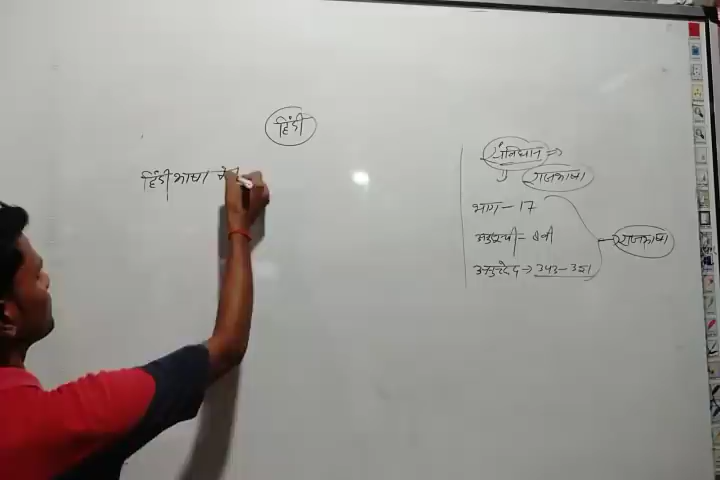 हिंदी
हिंदी भाषा के
संविधान ⇒
राजभाषा
भाग - 17
अनुसूची - 8वी
अनुच्छेद → 343 - 351
राजभाषा